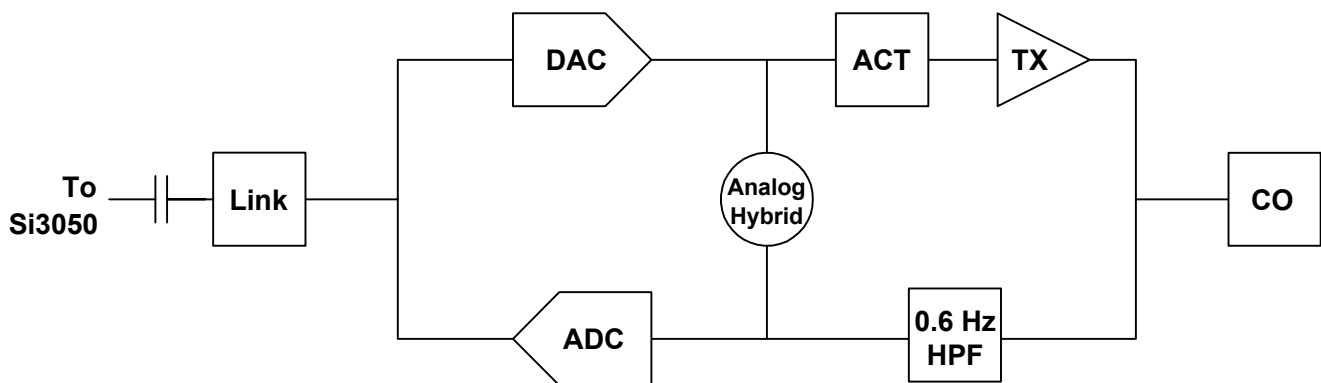 DAC
ACT
TX
To
Si3050
Link
Analog
Hybrid
CO
ADC
0.6 Hz
HPF